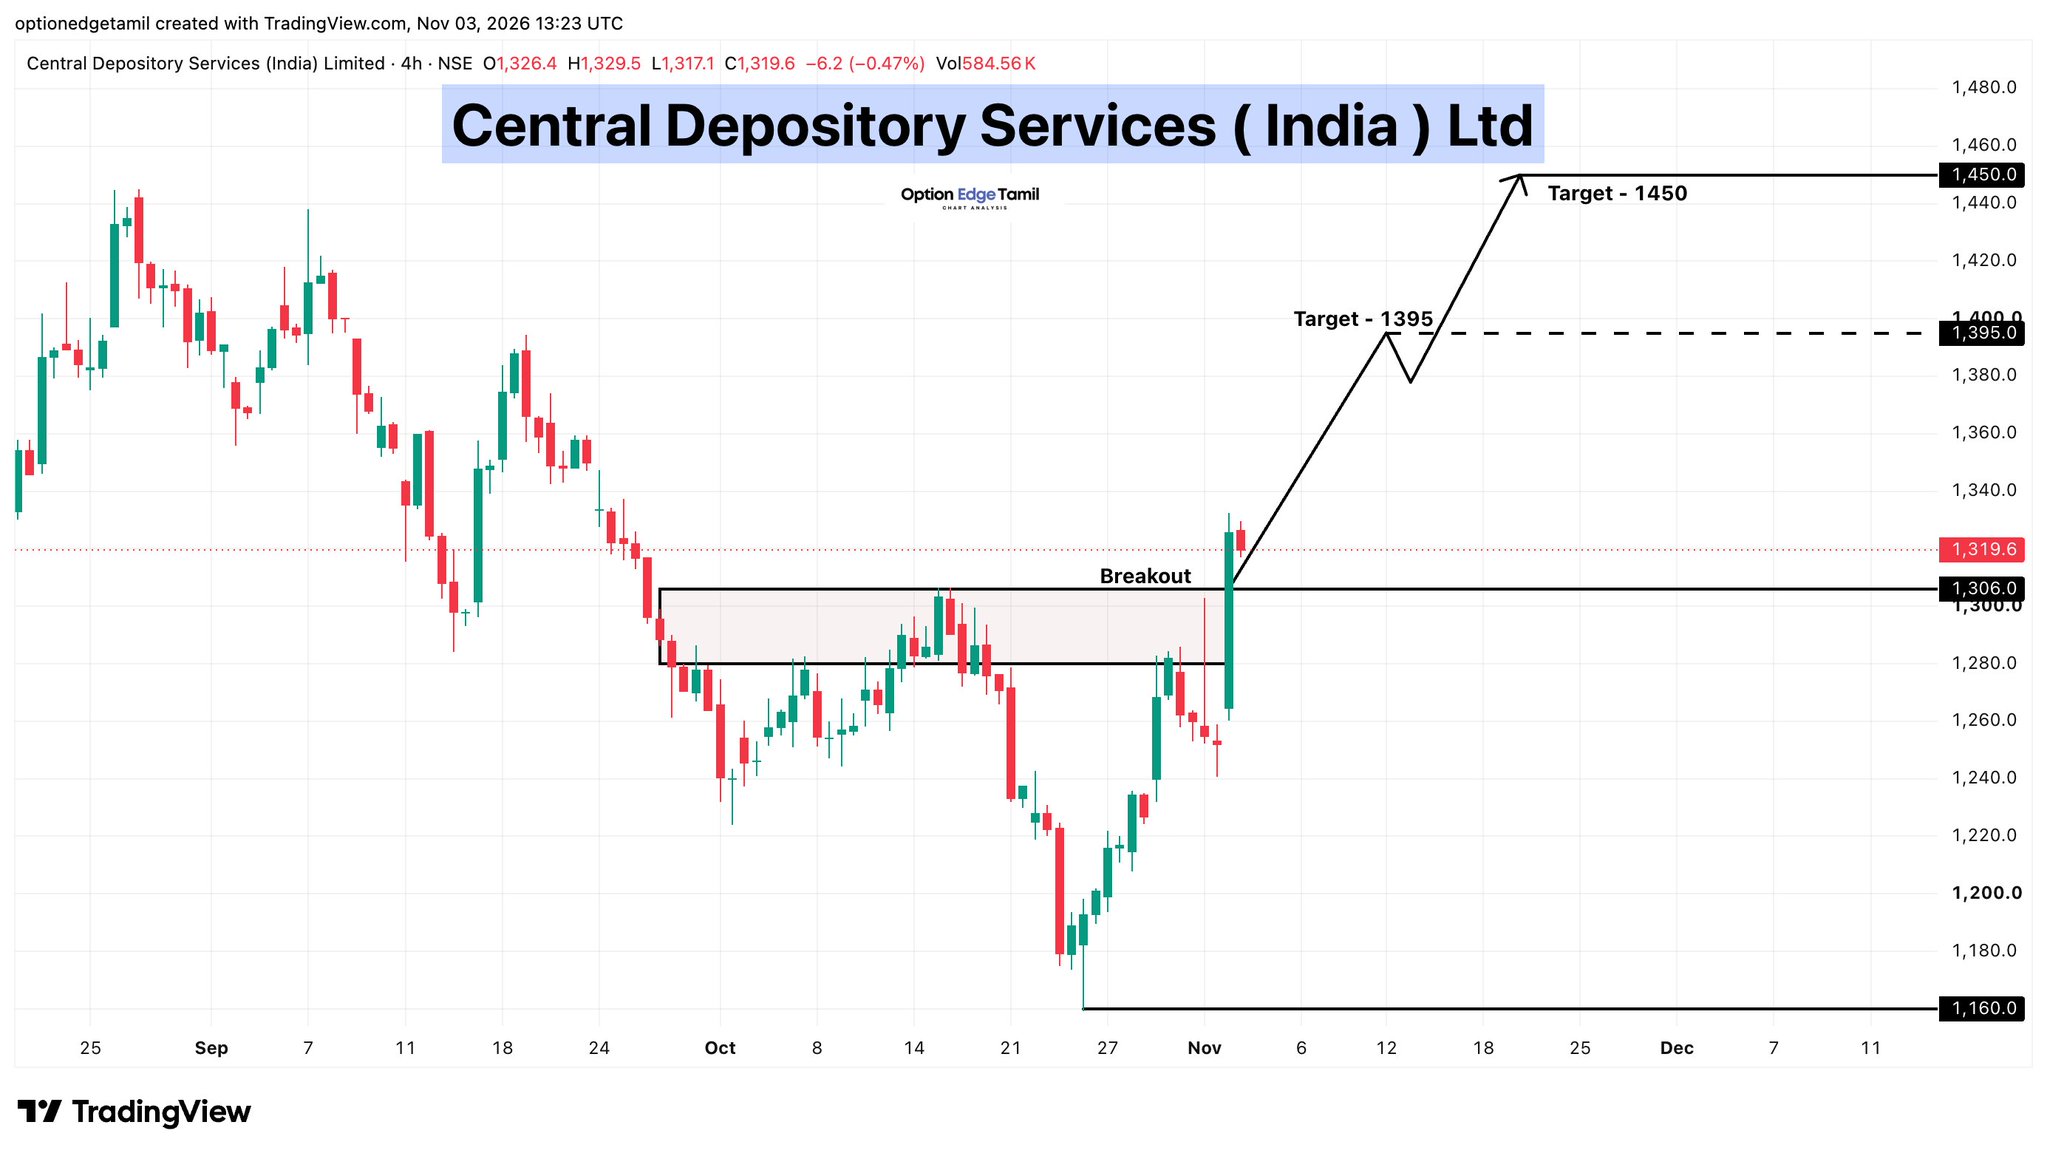 optionedgetamil created with TradingView.com, Nov 03, 2026 13:23 UTC
Central Depository Services (India) Limited · 4h · NSE O1,326.4 H1,329.5 L1,317.1 C1,319.6 −6.2 (−0.47%) Vol584.56 K
Central Depository Services ( India ) Ltd
Option Edge Tamil
CHART ANALYSIS
1,480.0
1,460.0
1,450.0
Target - 1450
1,440.0
1,420.0
Target - 1395
1,400.0
1,395.0
1,380.0
1,360.0
1,340.0
1,319.6
Breakout
1,306.0
1,300.0
1,280.0
1,260.0
1,240.0
1,220.0
1,200.0
1,180.0
1,160.0
25 Sep 7 11 18 24 Oct 8 14 21 27 Nov 6 12 18 25 Dec 7 11
TradingView